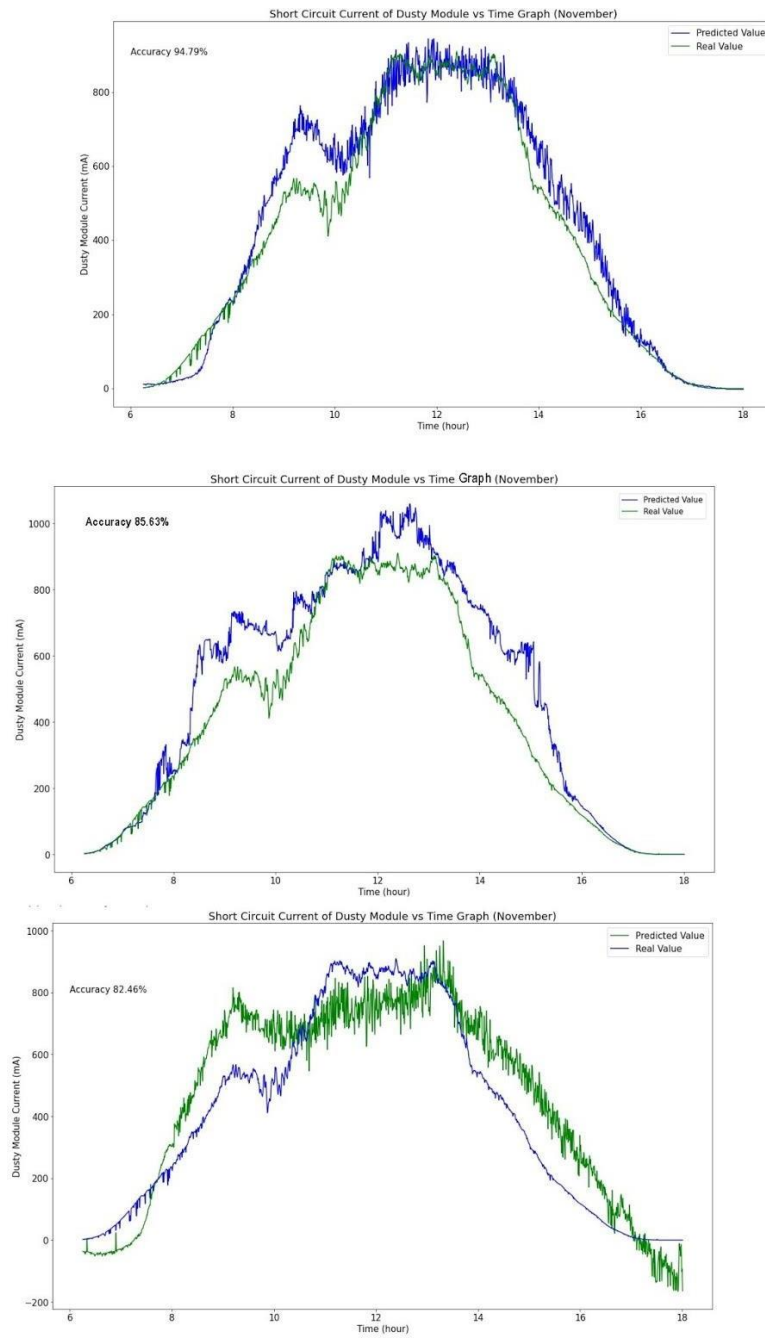 Short Circuit Current of Dusty Module vs Time Graph (November)
Predicted Value
Real Value
Accuracy 94.79%
800
600
400
200
0
Dusty Module Current (mA)
6 8 10 12 14 16 18
Time (hour)
Short Circuit Current of Dusty Module vs Time Graph (November)
Predicted Value
Real Value
Accuracy 85.63%
1000
800
600
400
200
0
Dusty Module Current (mA)
6 8 10 12 14 16 18
Time (hour)
Short Circuit Current of Dusty Module vs Time Graph (November)
Predicted Value
Real Value
Accuracy 82.46%
1000
800
600
400
200
0
−200
Dusty Module Current (mA)
6 8 10 12 14 16 18
Time (hour)